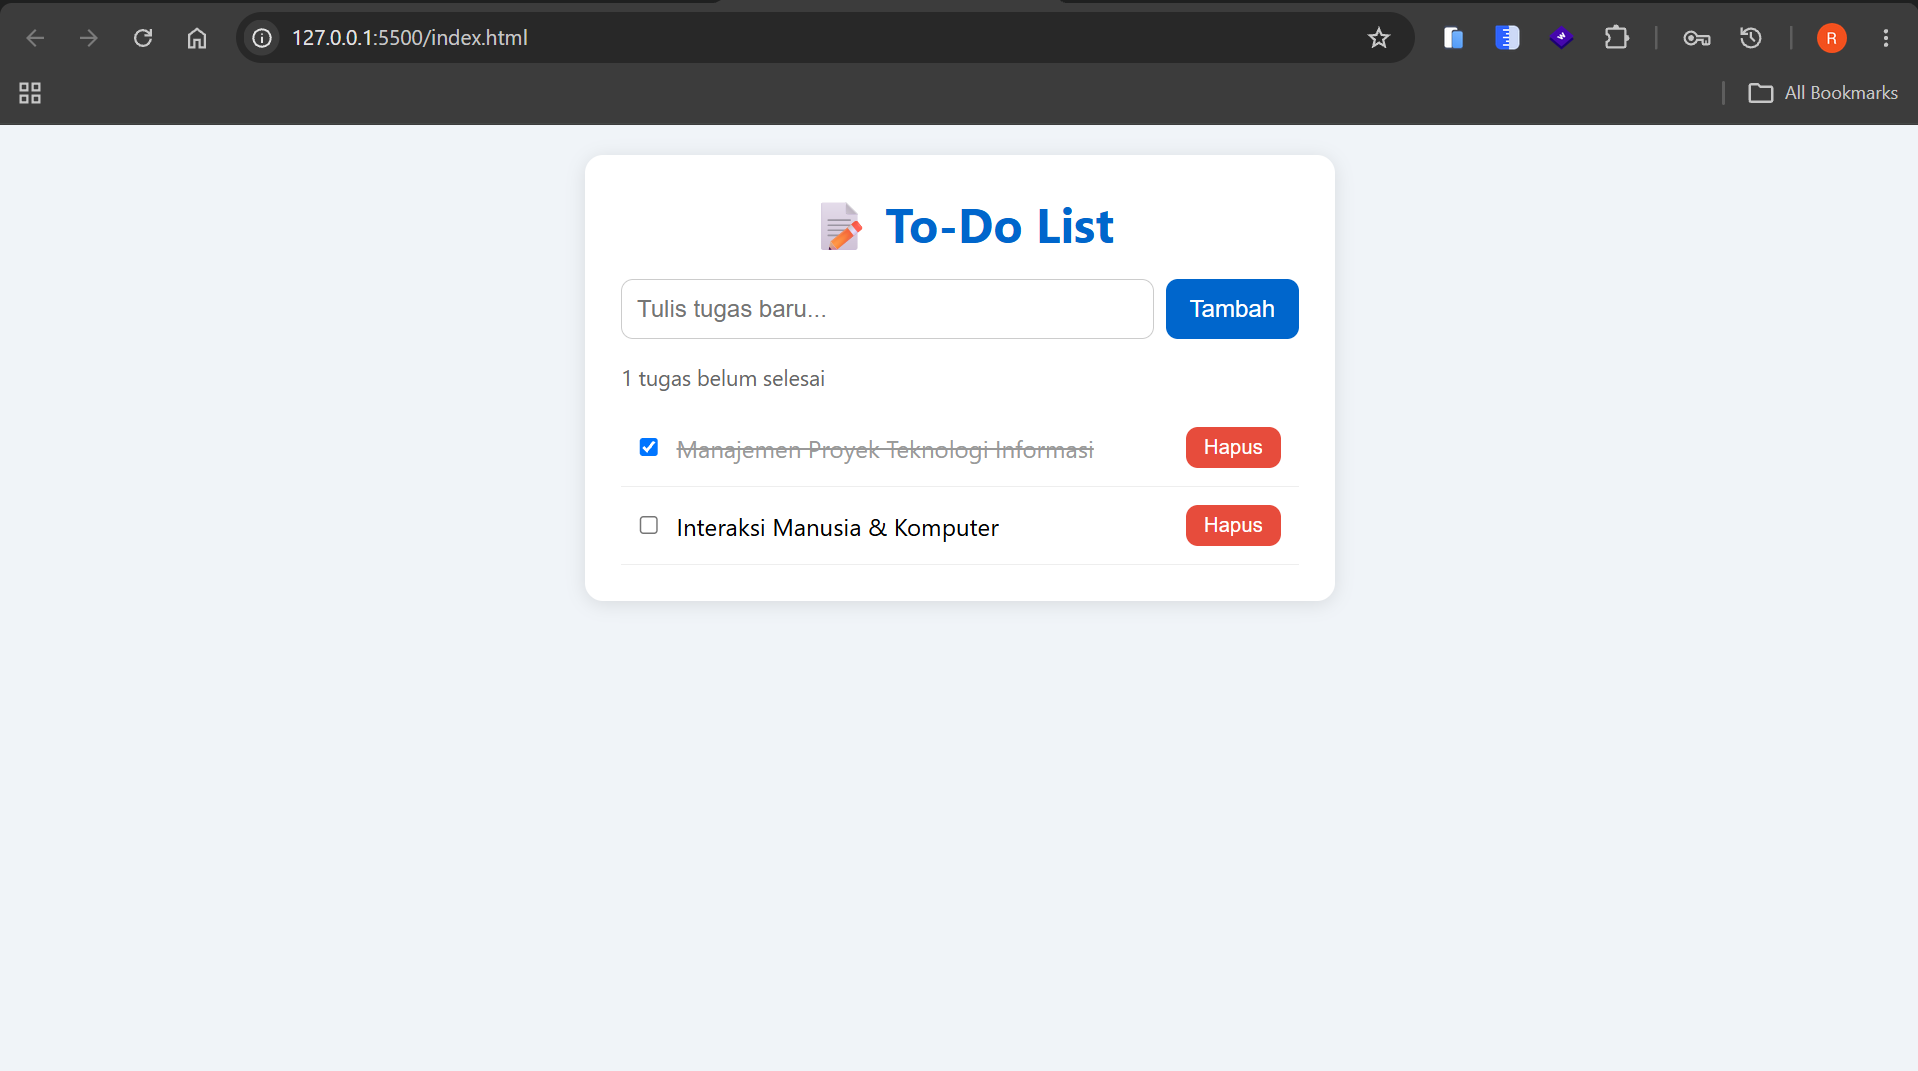 127.0.0.1:5500/index.html
R
All Bookmarks
📝 To-Do List
Tulis tugas baru...
Tambah
1 tugas belum selesai
Manajemen Proyek Teknologi Informasi
Hapus
Interaksi Manusia & Komputer
Hapus